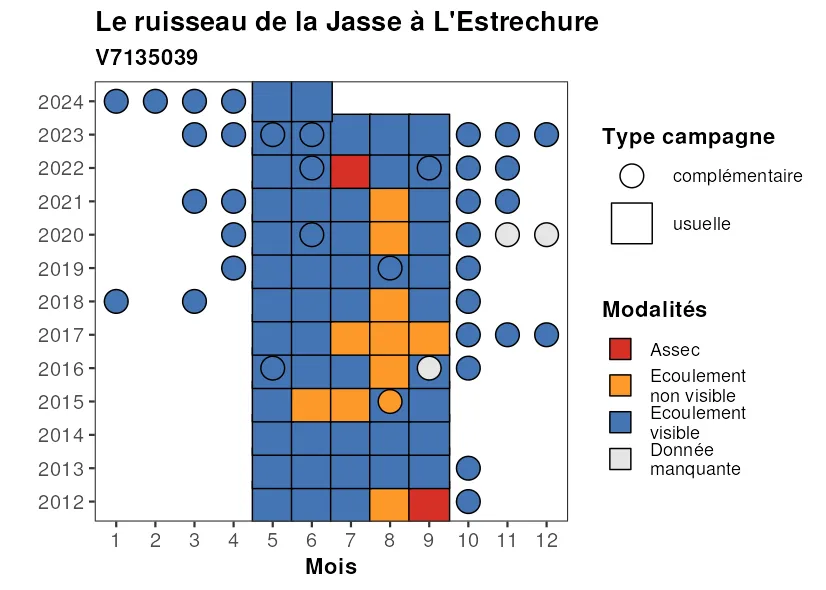 Le ruisseau de la Jasse à L'Estrechure
V7135039
2024
2023
2022
2021
2020
2019
2018
2017
2016
2015
2014
2013
2012
1 2 3 4 5 6 7 8 9 10 11 12
Mois
Type campagne
complémentaire
usuelle
Modalités
Assec
Ecoulement
non visible
Ecoulement
visible
Donnée
manquante